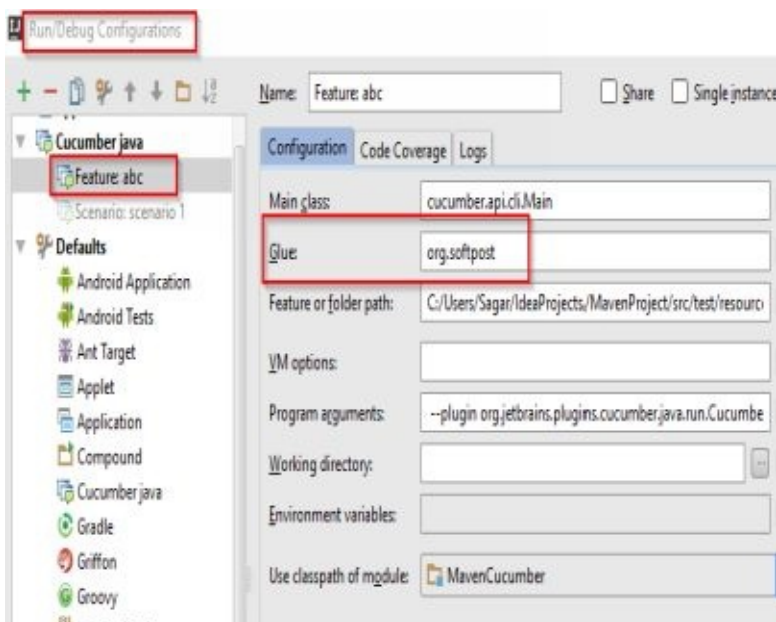 Run/Debug Configurations
Name: Feature: abc
Share
Single instance
Cucumber java
Feature: abc
Scenario: scenario 1
Defaults
Android Application
Android Tests
Ant Target
Applet
Application
Compound
Cucumber java
Gradle
Griffon
Groovy
Configuration
Code Coverage
Logs
Main class: cucumber.api.cli.Main
Glue: org.softpost
Feature or folder path: C:/Users/Sagar/IdeaProjects/MavenProject/src/test/resourc
VM options:
Program arguments: --plugin org.jetbrains.plugins.cucumber.java.run.Cucumbe
Working directory:
Environment variables:
Use classpath of module: MavenCucumber